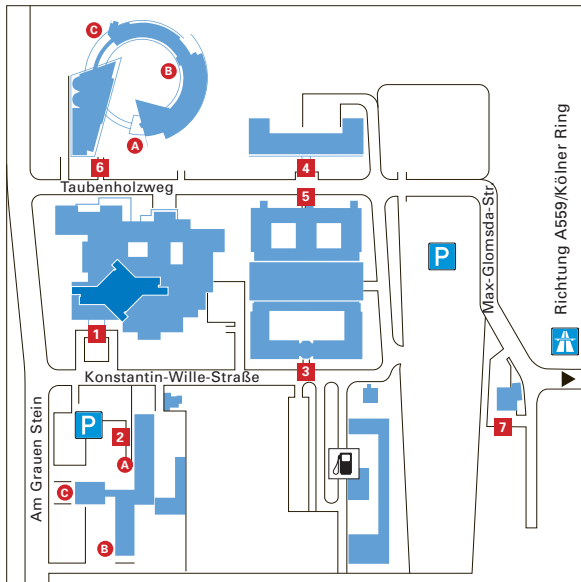 C
B
A
6
4
Taubenholzweg
5
P
Max-Glomsda-Str.
Richtung A559/Kölner Ring
1
Konstantin-Wille-Straße
3
Am Grauen Stein
P
2
7
A
C
B